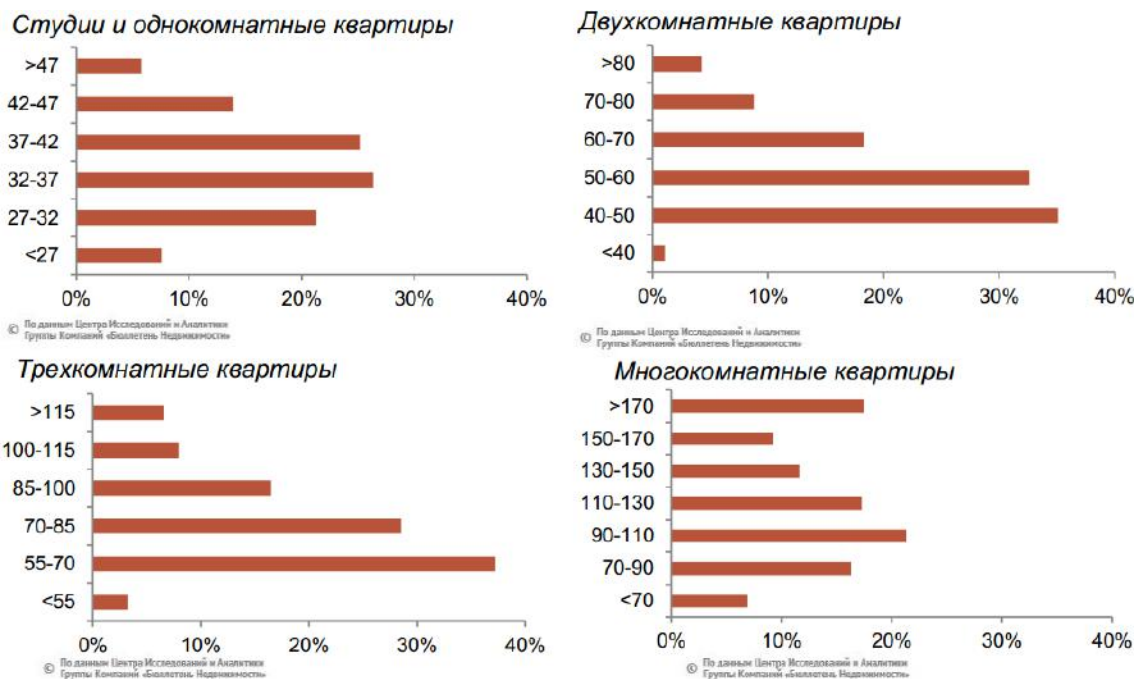 Студии и однокомнатные квартиры
>47
42-47
37-42
32-37
27-32
<27
0% 10% 20% 30% 40%
© По данным Центра Исследований и Аналитики
Группы Компаний «Бюллетень Недвижимости»
Двухкомнатные квартиры
>80
70-80
60-70
50-60
40-50
<40
0% 10% 20% 30% 40%
© По данным Центра Исследований и Аналитики
Группы Компаний «Бюллетень Недвижимости»
Трехкомнатные квартиры
>115
100-115
85-100
70-85
55-70
<55
0% 10% 20% 30% 40%
© По данным Центра Исследований и Аналитики
Группы Компаний «Бюллетень Недвижимости»
Многокомнатные квартиры
>170
150-170
130-150
110-130
90-110
70-90
<70
0% 10% 20% 30% 40%
© По данным Центра Исследований и Аналитики
Группы Компаний «Бюллетень Недвижимости»